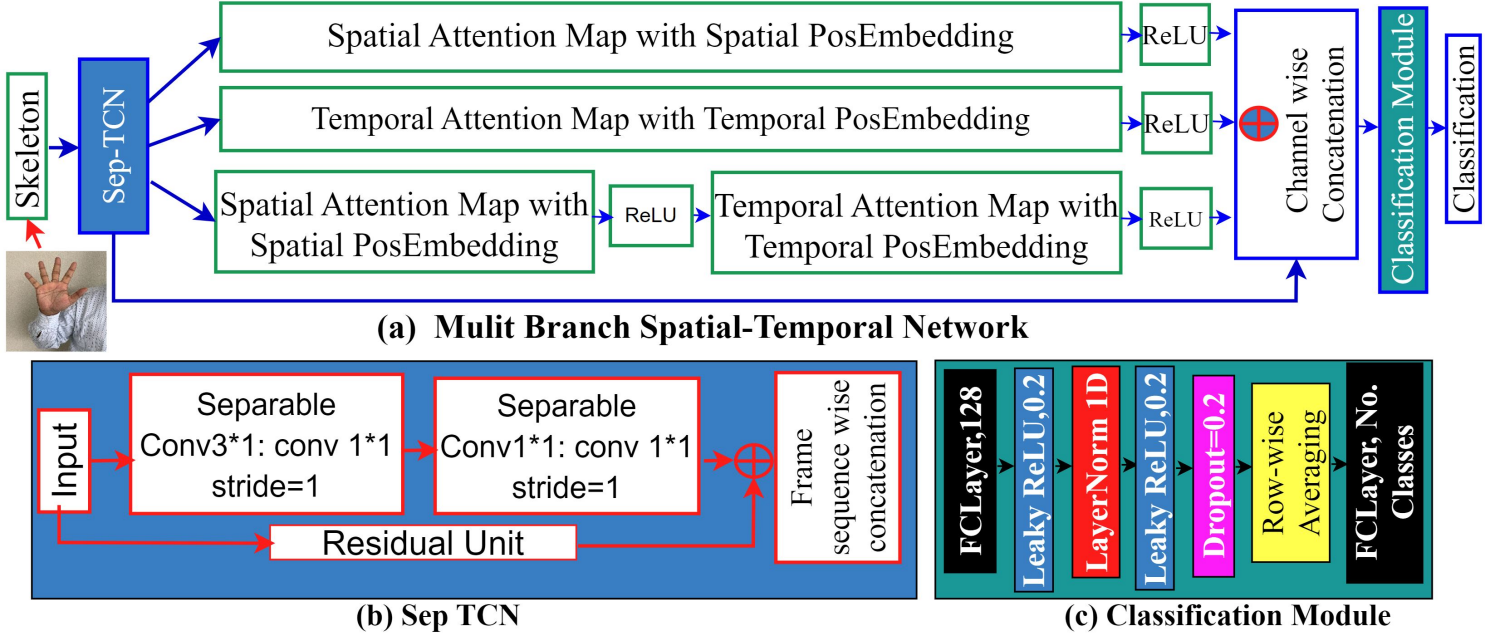 Skeleton
Sep-TCN
Spatial Attention Map with Spatial PosEmbedding
ReLU
Temporal Attention Map with Temporal PosEmbedding
ReLU
Spatial Attention Map with
Spatial PosEmbedding
ReLU
Temporal Attention Map with
Temporal PosEmbedding
ReLU
Channel wise
Concatenation
Classification Module
Classification
(a) Mulit Branch Spatial-Temporal Network
Input
Separable
Conv3*1: conv 1*1
stride=1
Separable
Conv1*1: conv 1*1
stride=1
Residual Unit
Frame
sequence wise
concatenation
(b) Sep TCN
FCLayer,128
Leaky ReLU,0.2
LayerNorm 1D
Leaky ReLU,0.2
Dropout=0.2
Row-wise
Averaging
FCLayer, No.
Classes
(c) Classification Module